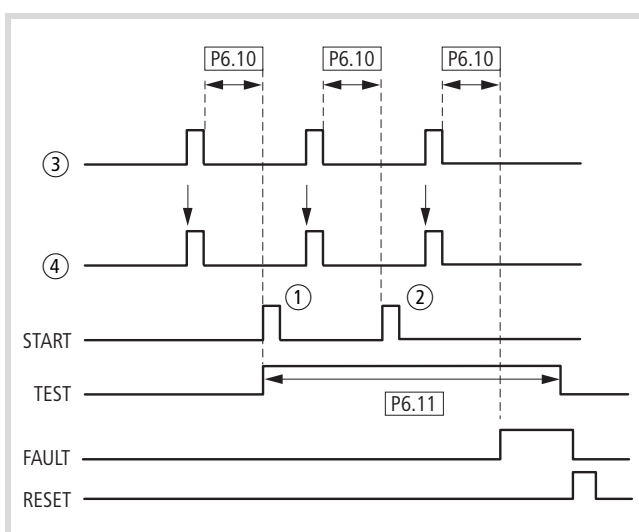 P6.10 P6.10 P6.10
③
④
① ②
START
TEST
P6.11
FAULT
RESET